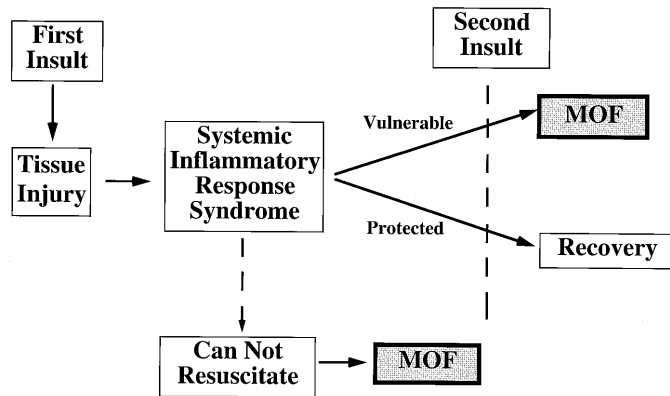 First
Insult
Second
Insult
MOF
Vulnerable
Tissue
Injury
Systemic
Inflammatory
Response
Syndrome
Protected
Recovery
Can Not
Resuscitate
MOF